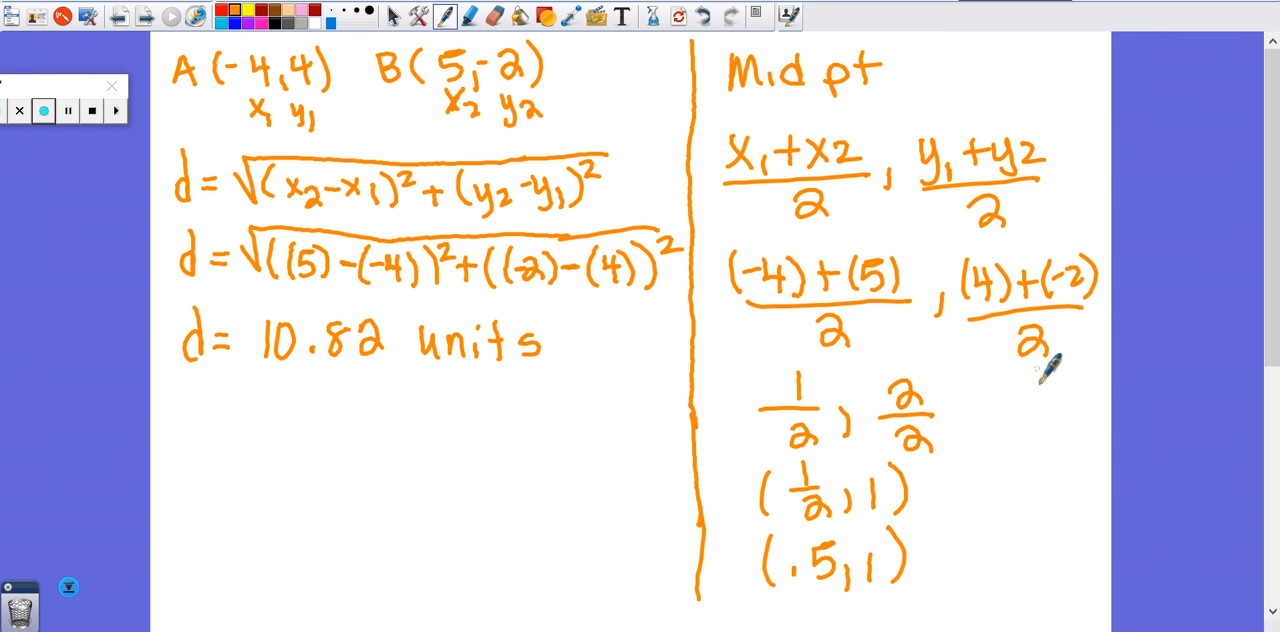 A (-4, 4) B (5, -2)
x₁ y₁ x₂ y₂
d = √(x₂ - x₁)² + (y₂ - y₁)²
d = √((5) - (-4))² + ((-2) - (4))²
d = 10.82 units
Mid pt
x₁ + x₂ / 2 , y₁ + y₂ / 2
(-4) + (5) / 2 , (4) + (-2) / 2
1/2 , 2/2
(1/2, 1)
(.5, 1)